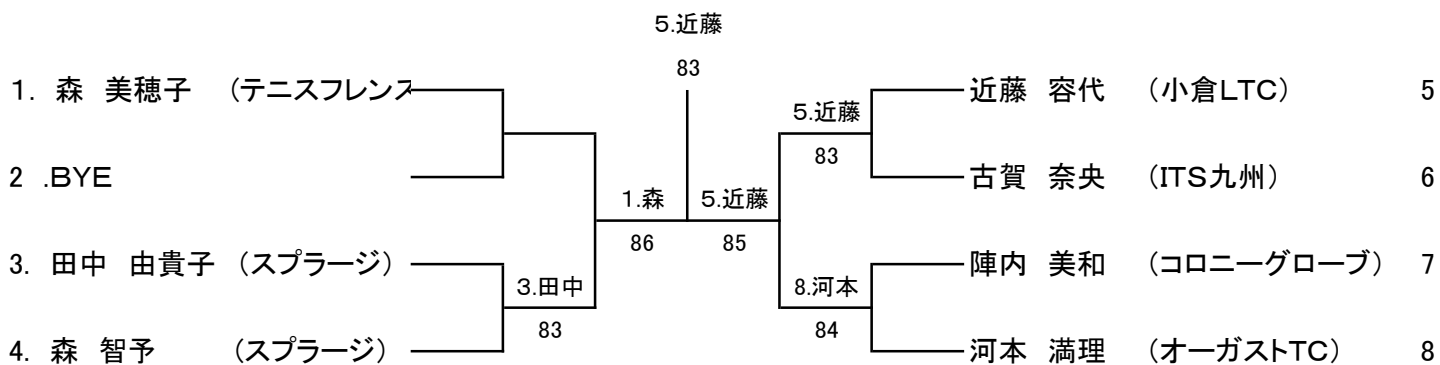 5.近藤
83
1. 森 美穂子 (テニスフレンズ
近藤 容代 (小倉LTC) 5
5.近藤
83
2 .BYE
古賀 奈央 (ITS九州) 6
1.森 5.近藤
86 85
3. 田中 由貴子 (スプラージ)
陣内 美和 (コロニーグローブ) 7
3.田中
83
8.河本
84
4. 森 智予 (スプラージ)
河本 満理 (オーガストTC) 8